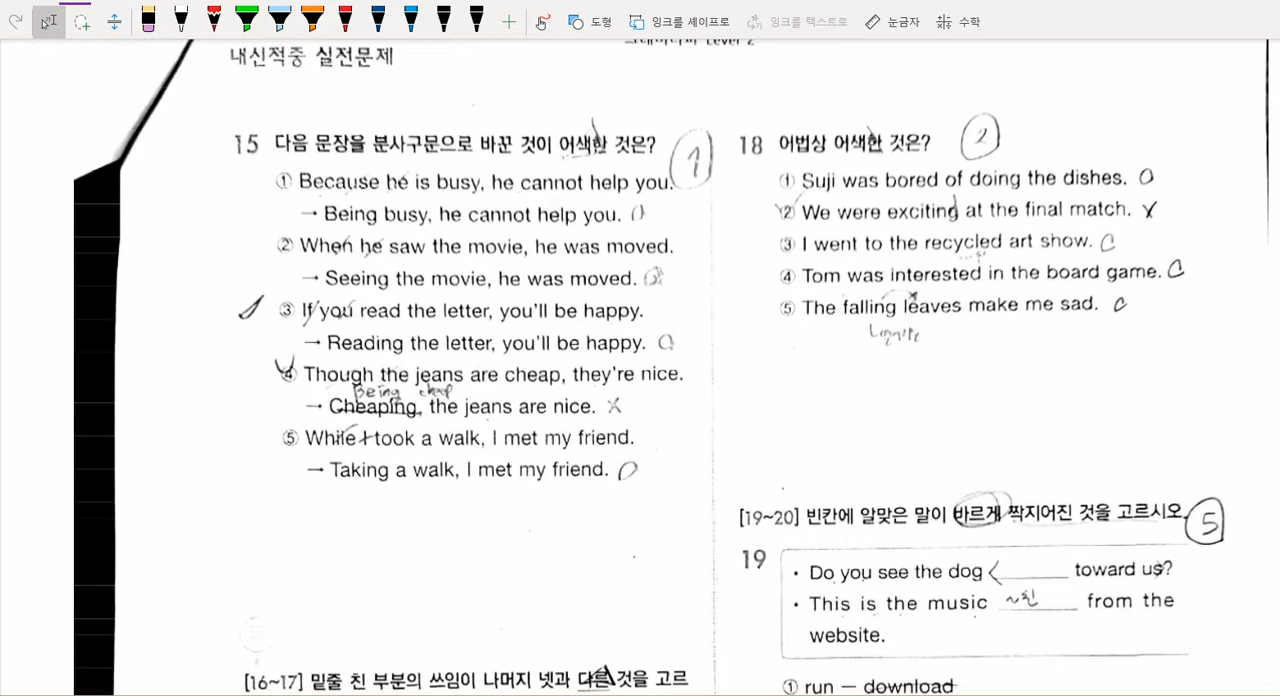 도형
잉크를 셰이프로
잉크를 텍스트로
눈금자
수학
내신적중 실전문제
15 다음 문장을 분사구문으로 바꾼 것이 어색한 것은? 1
① Because he is busy, he cannot help you.
→ Being busy, he cannot help you.
② When he saw the movie, he was moved.
→ Seeing the movie, he was moved.
③ If you read the letter, you'll be happy.
→ Reading the letter, you'll be happy.
④ Though the jeans are cheap, they're nice.
Being cheap
→ Cheaping, the jeans are nice. X
⑤ While I took a walk, I met my friend.
→ Taking a walk, I met my friend.
[16~17] 밑줄 친 부분의 쓰임이 나머지 넷과 다른 것을 고르
18 어법상 어색한 것은? 2
① Suji was bored of doing the dishes.
② We were exciting at the final match. X
③ I went to the recycled art show.
④ Tom was interested in the board game.
⑤ The falling leaves make me sad.
[19~20] 빈칸에 알맞은 말이 바르게 짝지어진 것을 고르시오. 5
19
• Do you see the dog ______ toward us?
• This is the music ~된 from the
website.
① run – download